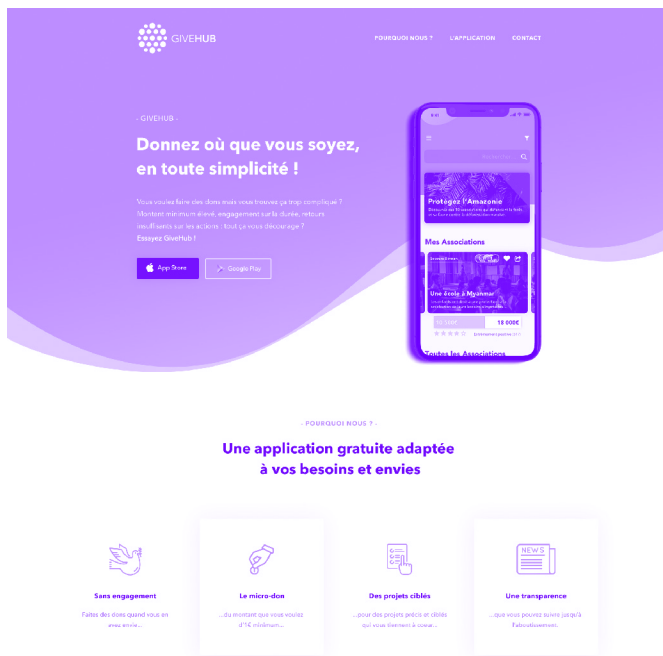 GIVEHUB
POURQUOI NOUS ? L'APPLICATION CONTACT
- GIVEHUB -
Donnez où que vous soyez,
en toute simplicité !
Vous voulez faire des dons mais vous trouvez ça trop compliqué ?
Montant minimum élevé, engagement sur la durée, retours
insuffisants sur les actions : tout ça vous décourage ?
Essayez GiveHub !
App Store
Google Play
9:41
Rechercher
Protégez l'Amazonie
Mes Associations
Une école à Myanmar
18 000€
Toutes les Associations
- POURQUOI NOUS ? -
Une application gratuite adaptée
à vos besoins et envies
Sans engagement
Faites des dons quand vous en
avez envie...
Le micro-don
...du montant que vous voulez
d'1€ minimum...
Des projets ciblés
...pour des projets précis et ciblés
qui vous tiennent à coeur...
NEWS
Une transparence
...que vous pouvez suivre jusqu'à
l'aboutissement.